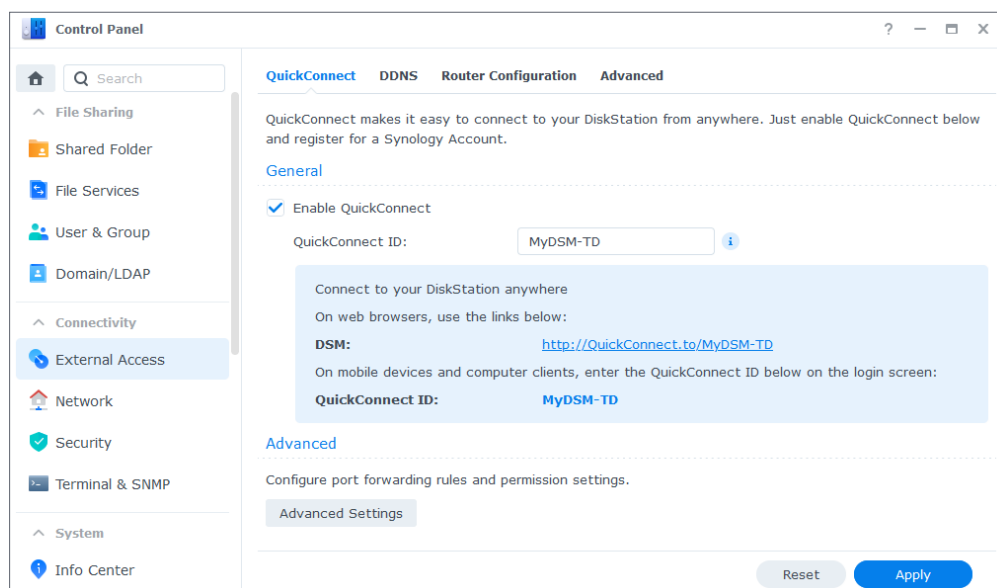 Control Panel
?
Search
File Sharing
Shared Folder
File Services
User & Group
Domain/LDAP
Connectivity
External Access
Network
Security
Terminal & SNMP
System
Info Center
QuickConnect DDNS Router Configuration Advanced
QuickConnect makes it easy to connect to your DiskStation from anywhere. Just enable QuickConnect below
and register for a Synology Account.
General
Enable QuickConnect
QuickConnect ID: MyDSM-TD i
Connect to your DiskStation anywhere
On web browsers, use the links below:
DSM: http://QuickConnect.to/MyDSM-TD
On mobile devices and computer clients, enter the QuickConnect ID below on the login screen:
QuickConnect ID: MyDSM-TD
Advanced
Configure port forwarding rules and permission settings.
Advanced Settings
Reset Apply